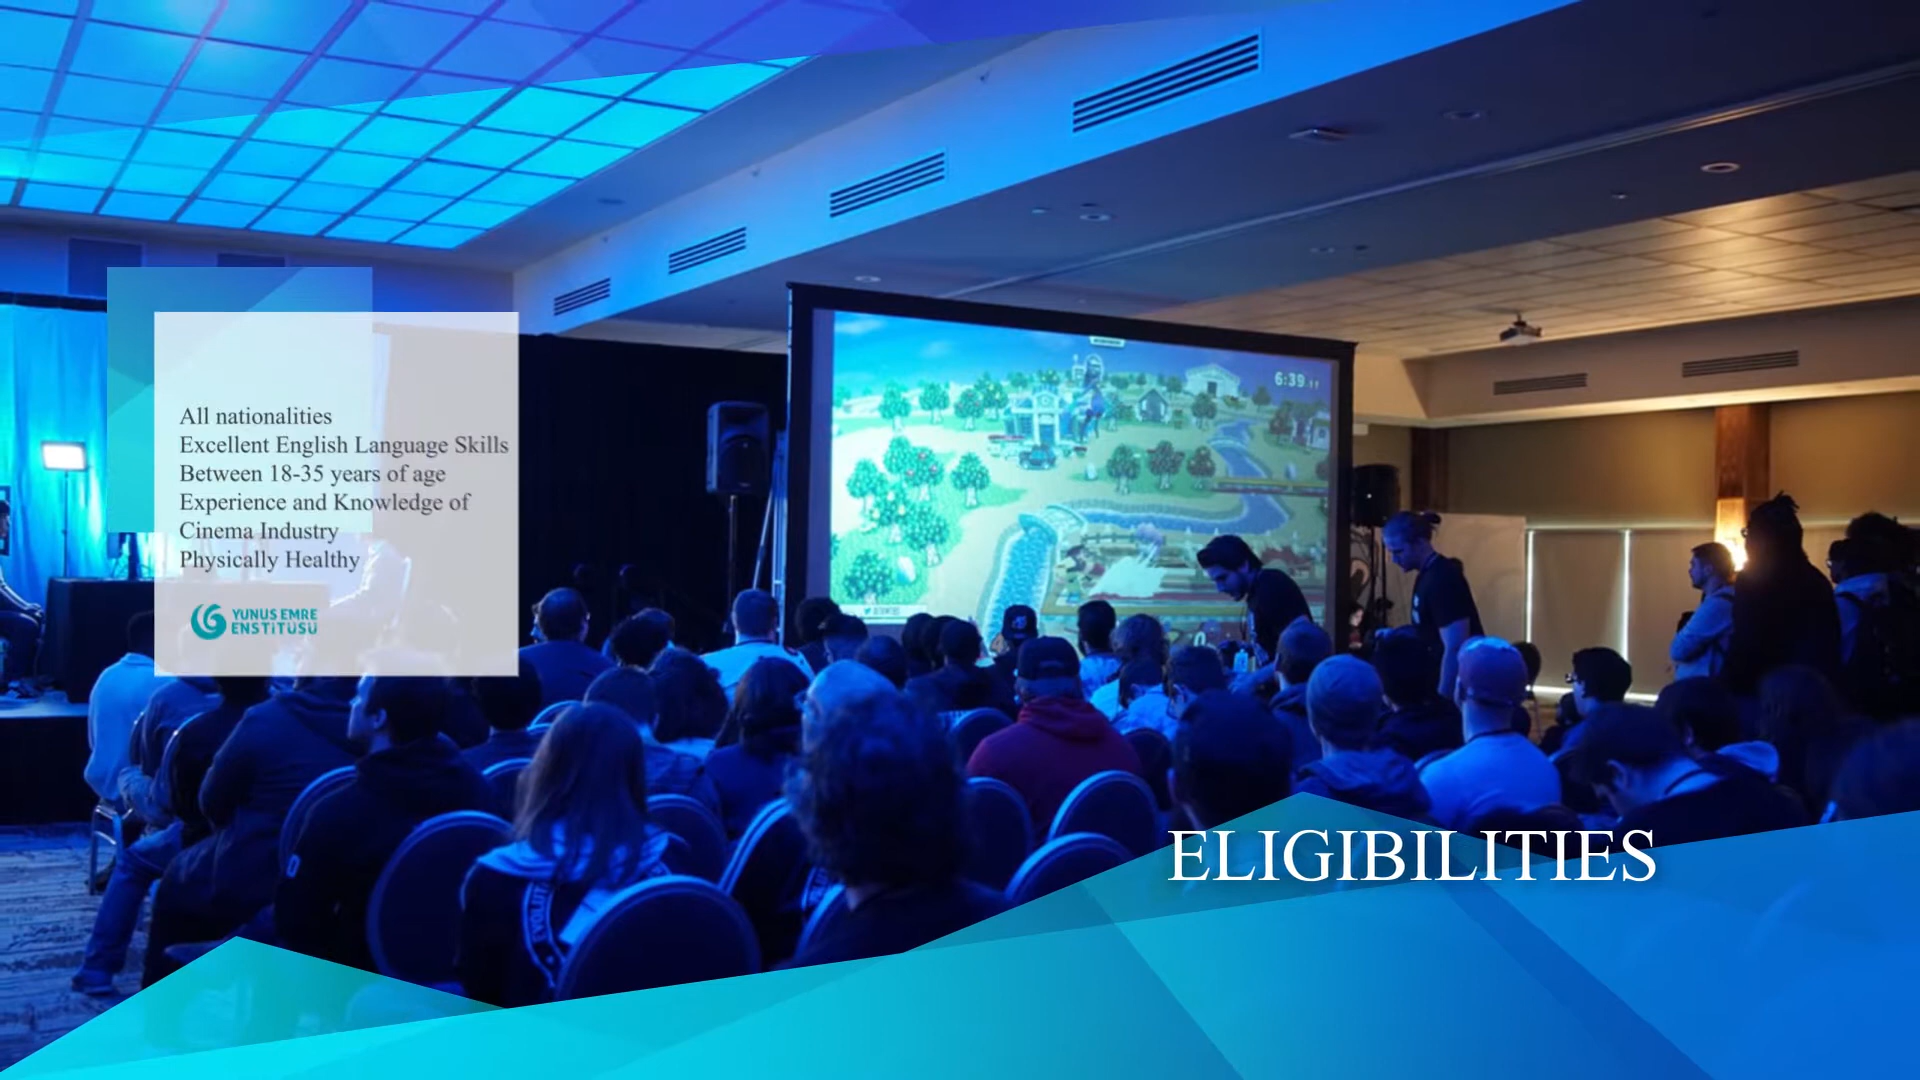 6:39
All nationalities
Excellent English Language Skills
Between 18-35 years of age
Experience and Knowledge of
Cinema Industry
Physically Healthy
YUNUS EMRE
ENSTİTÜSÜ
ELIGIBILITIES